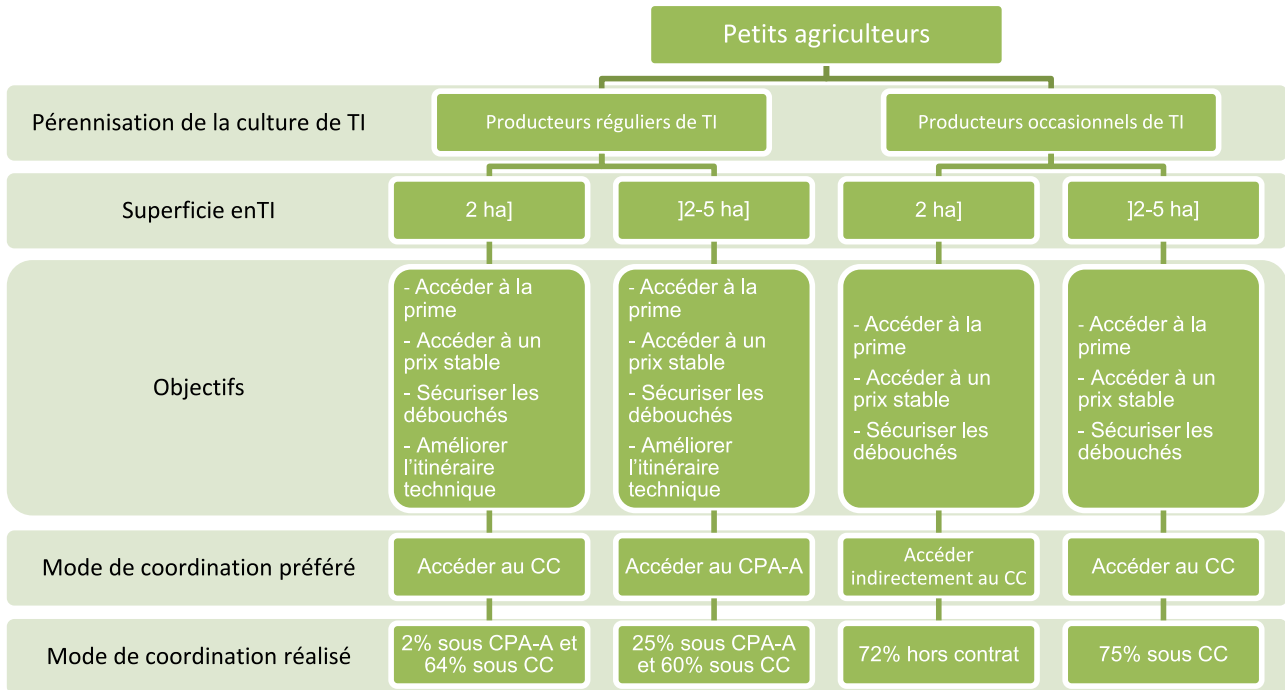 Petits agriculteurs
Pérennisation de la culture de TI
Producteurs réguliers de TI
Producteurs occasionnels de TI
Superficie enTI
2 ha]
]2-5 ha]
2 ha]
]2-5 ha]
Objectifs
- Accéder à la
prime
- Accéder à un
prix stable
- Sécuriser les
débouchés
- Améliorer
l'itinéraire
technique
- Accéder à la
prime
- Accéder à un
prix stable
- Sécuriser les
débouchés
- Améliorer
l'itinéraire
technique
- Accéder à la
prime
- Accéder à un
prix stable
- Sécuriser les
débouchés
- Accéder à la
prime
- Accéder à un
prix stable
- Sécuriser les
débouchés
Mode de coordination préféré
Accéder au CC
Accéder au CPA-A
Accéder
indirectement au CC
Accéder au CC
Mode de coordination réalisé
2% sous CPA-A et
64% sous CC
25% sous CPA-A
et 60% sous CC
72% hors contrat
75% sous CC